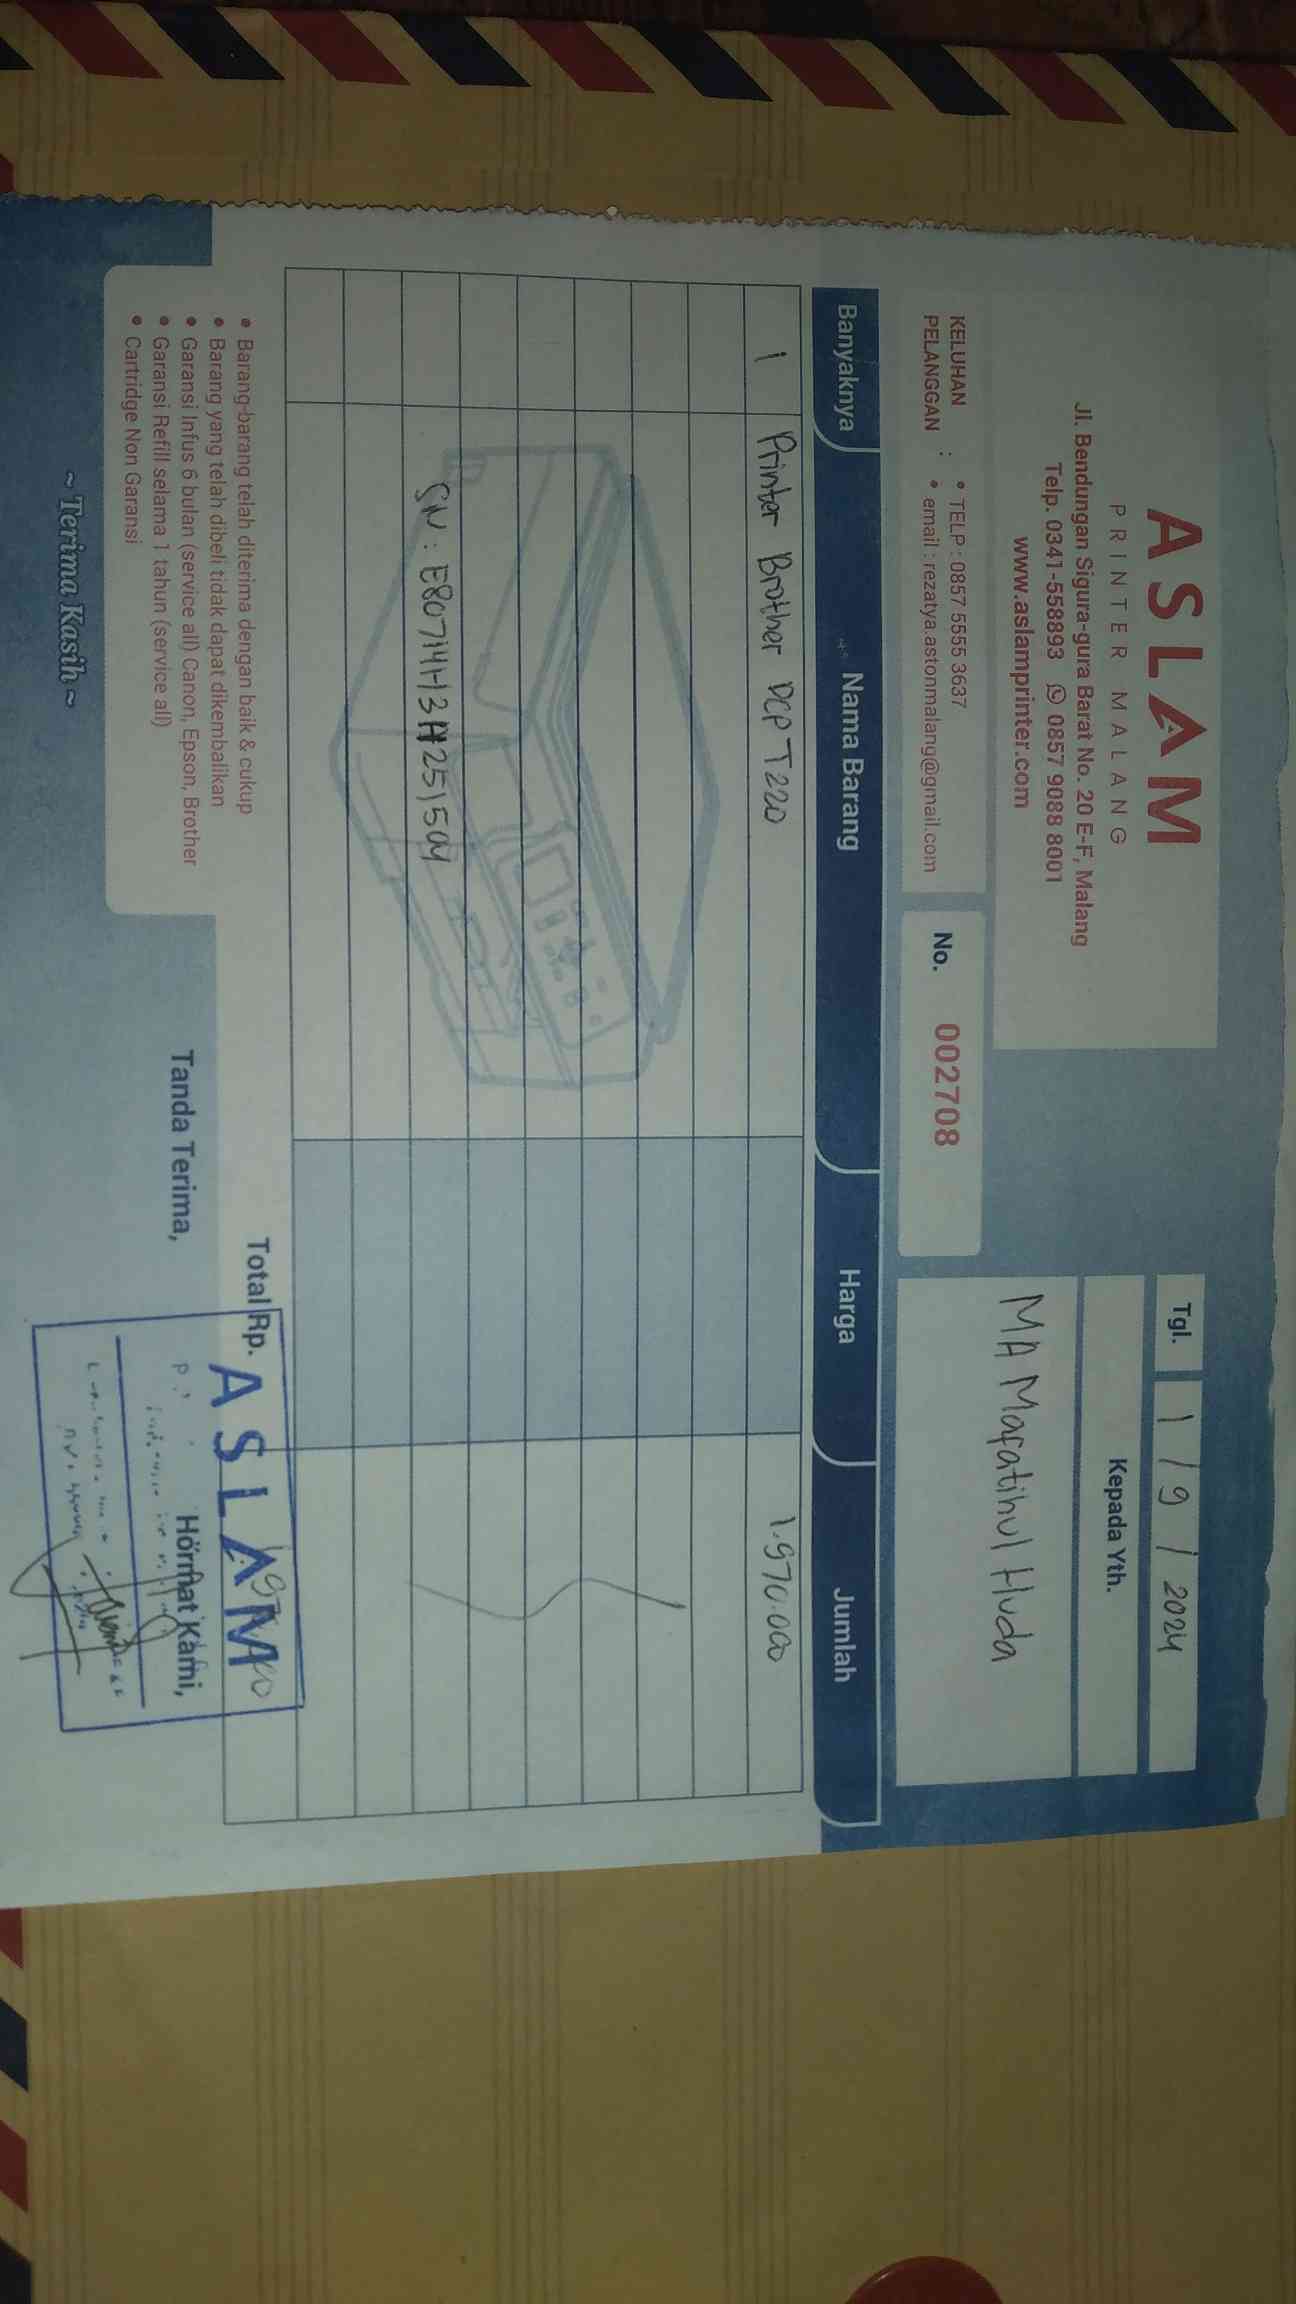 ASLAM
PRINTER MALANG
Jl. Bendungan Sigura-gura Barat No. 20 E-F, Malang
Telp. 0341-558893 0857 9088 8001
www.aslamprinter.com
Tgl. 1 / 9 / 2024
Kepada Yth.
MA Mafatihul Huda
KELUHAN PELANGGAN :
• TELP : 0857 5555 3637
• email : rezatya.astonmalang@gmail.com
No. 002708
Banyaknya Nama Barang Harga Jumlah
1 Printer Brother DCP T220 1.970.000
SN : E80714H3H251504
Total Rp.
• Barang-barang telah diterima dengan baik & cukup
• Barang yang telah dibeli tidak dapat dikembalikan
• Garansi Infus 6 bulan (service all) Canon, Epson, Brother
• Garansi Refill selama 1 tahun (service all)
• Cartridge Non Garansi
Tanda Terima,
Hormat Kami,
ASLAM
~ Terima Kasih ~